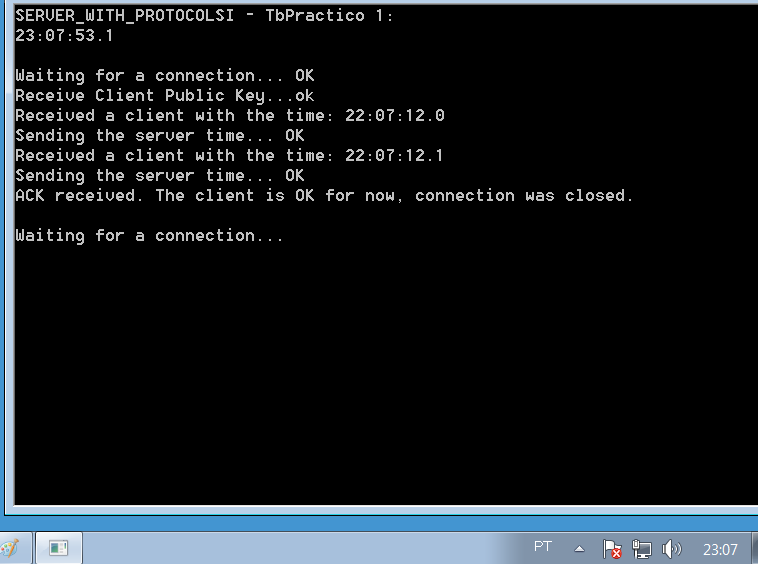 SERVER_WITH_PROTOCOLSI - TbPractico 1:
23:07:53.1
Waiting for a connection... OK
Receive Client Public Key...ok
Received a client with the time: 22:07:12.0
Sending the server time... OK
Received a client with the time: 22:07:12.1
Sending the server time... OK
ACK received. The client is OK for now, connection was closed.
Waiting for a connection...
PT
23:07